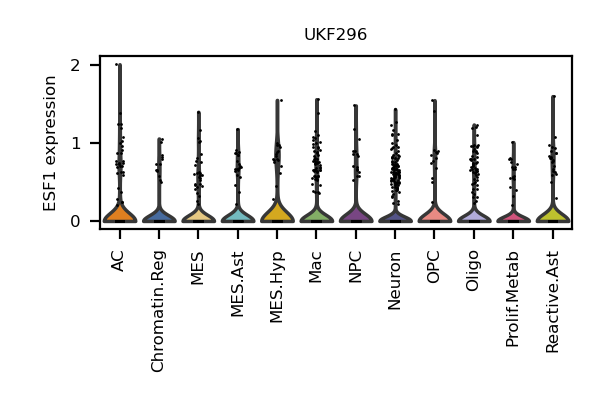 UKF296
ESF1 expression
2
1
0
AC
Chromatin.Reg
MES
MES.Ast
MES.Hyp
Mac
NPC
Neuron
OPC
Oligo
Prolif.Metab
Reactive.Ast